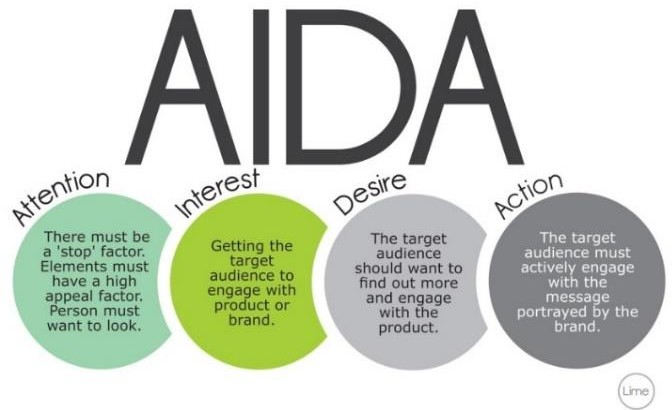 AIDA
Attention
There must be
a 'stop' factor.
Elements must
have a high
appeal factor.
Person must
want to look.
Interest
Getting the
target
audience to
engage with
product or
brand.
Desire
The target
audience
should want to
find out more
and engage
with the
product.
Action
The target
audience must
actively engage
with the
message
portrayed by the
brand.
Lime